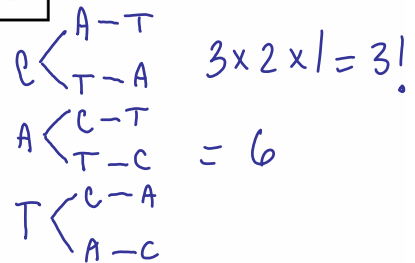 A - T
C
T - A
3 x 2 x 1 = 3!
C - T
A
T - C
= 6
C - A
T
A - C